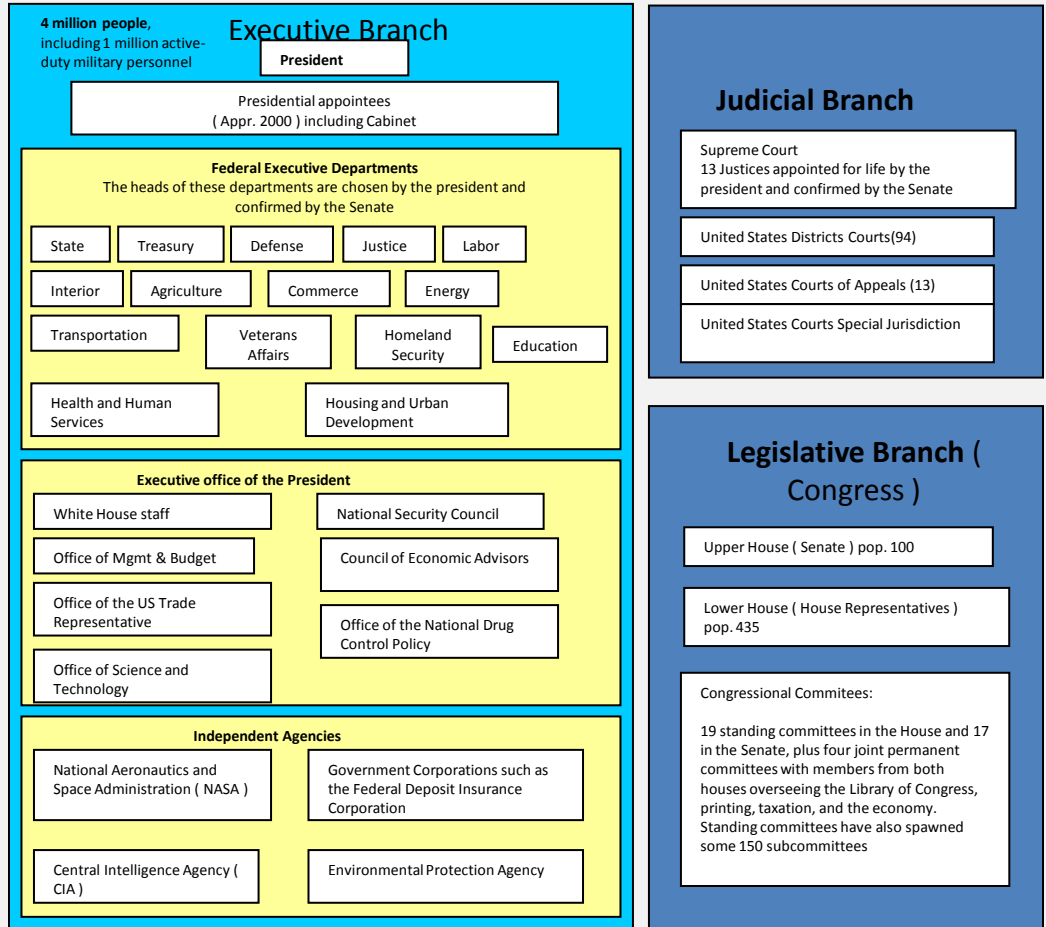 4 million people,
including 1 million active-
duty military personnel
Executive Branch
President
Presidential appointees
( Appr. 2000 ) including Cabinet
Federal Executive Departments
The heads of these departments are chosen by the president and
confirmed by the Senate
State
Treasury
Defense
Justice
Labor
Interior
Agriculture
Commerce
Energy
Transportation
Veterans
Affairs
Homeland
Security
Education
Health and Human
Services
Housing and Urban
Development
Executive office of the President
White House staff
National Security Council
Office of Mgmt & Budget
Council of Economic Advisors
Office of the US Trade
Representative
Office of the National Drug
Control Policy
Office of Science and
Technology
Independent Agencies
National Aeronautics and
Space Administration ( NASA )
Government Corporations such as
the Federal Deposit Insurance
Corporation
Central Intelligence Agency (
CIA )
Environmental Protection Agency
Judicial Branch
Supreme Court
13 Justices appointed for life by the
president and confirmed by the Senate
United States Districts Courts(94)
United States Courts of Appeals (13)
United States Courts Special Jurisdiction
Legislative Branch (
Congress )
Upper House ( Senate ) pop. 100
Lower House ( House Representatives )
pop. 435
Congressional Commitees:
19 standing committees in the House and 17
in the Senate, plus four joint permanent
committees with members from both
houses overseeing the Library of Congress,
printing, taxation, and the economy.
Standing committees have also spawned
some 150 subcommittees